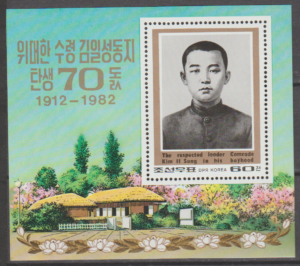 위대한 수령 김일성동지
탄생 70 돐
1912-1982
The respected leader Comrade
Kim Il Sung in his boyhood
조선우표 DPR KOREA 60전